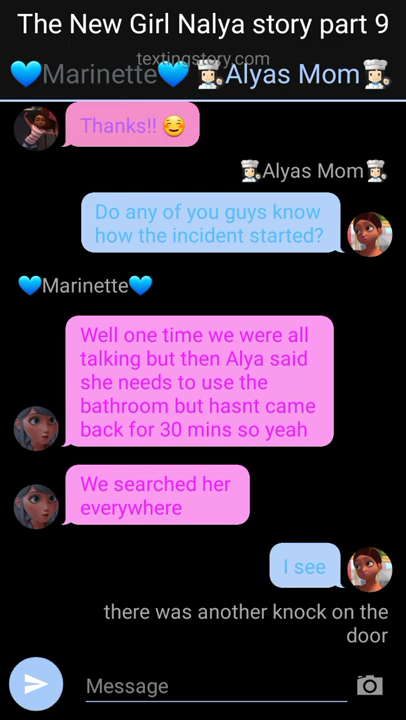 The New Girl Nalya story part 9
textingstory.com
💙Marinette💙 👩🏻‍🍳Alyas Mom👩🏻‍🍳
Thanks!! ☺️
👩🏻‍🍳Alyas Mom👩🏻‍🍳
Do any of you guys know
how the incident started?
💙Marinette💙
Well one time we were all
talking but then Alya said
she needs to use the
bathroom but hasnt came
back for 30 mins so yeah
We searched her
everywhere
I see
there was another knock on the
door
Message